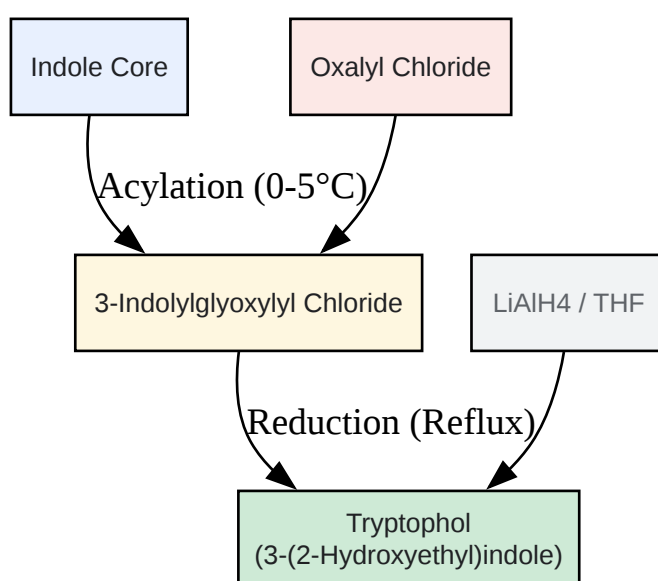 Indole Core
Oxalyl Chloride
Acylation (0-5°C)
3-Indolylglyoxylyl Chloride
LiAlH4 / THF
Reduction (Reflux)
Tryptophol
(3-(2-Hydroxyethyl)indole)